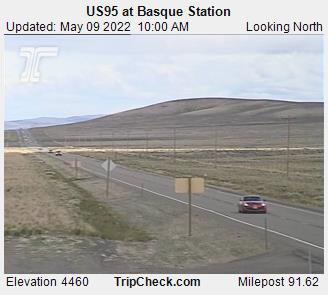 US95 at Basque Station
Updated: May 09 2022 10:00 AM Looking North
Elevation 4460 TripCheck.com Milepost 91.62